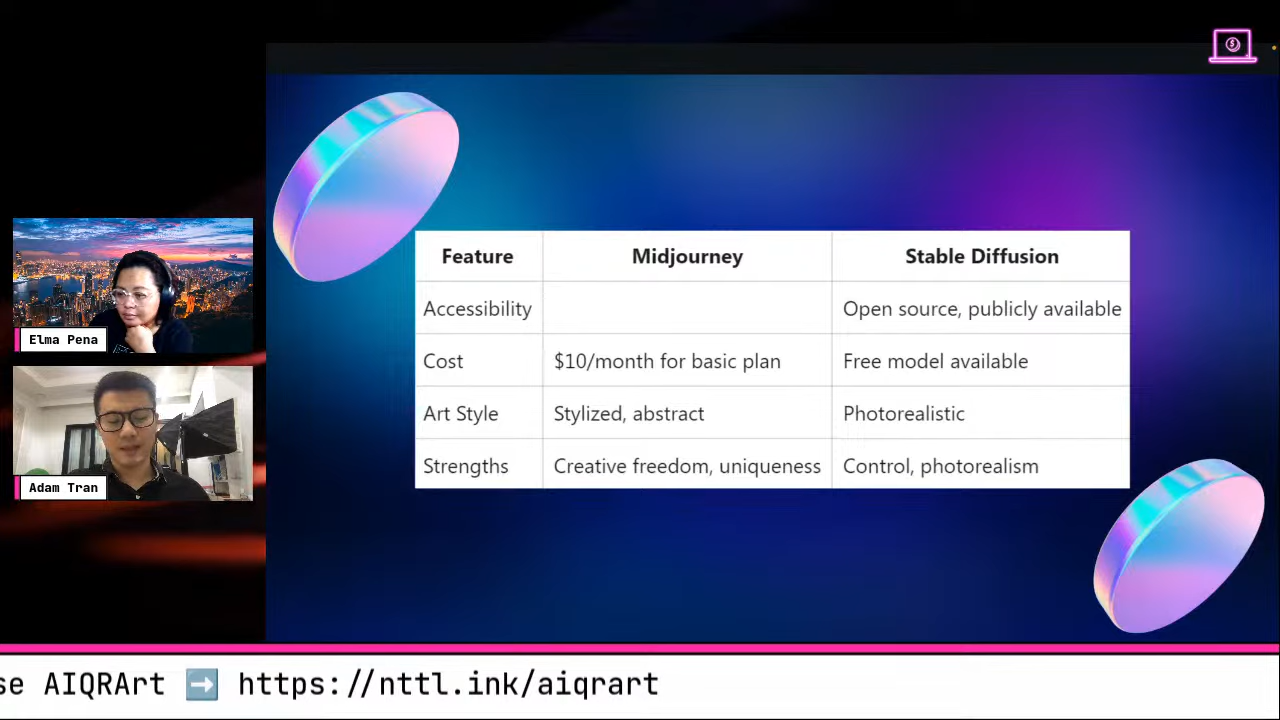 Feature Midjourney Stable Diffusion
Accessibility Open source, publicly available
Cost $10/month for basic plan Free model available
Art Style Stylized, abstract Photorealistic
Strengths Creative freedom, uniqueness Control, photorealism
Elma Pena
Adam Tran
se AIQRArt ➡️ https://nttl.ink/aiqrart